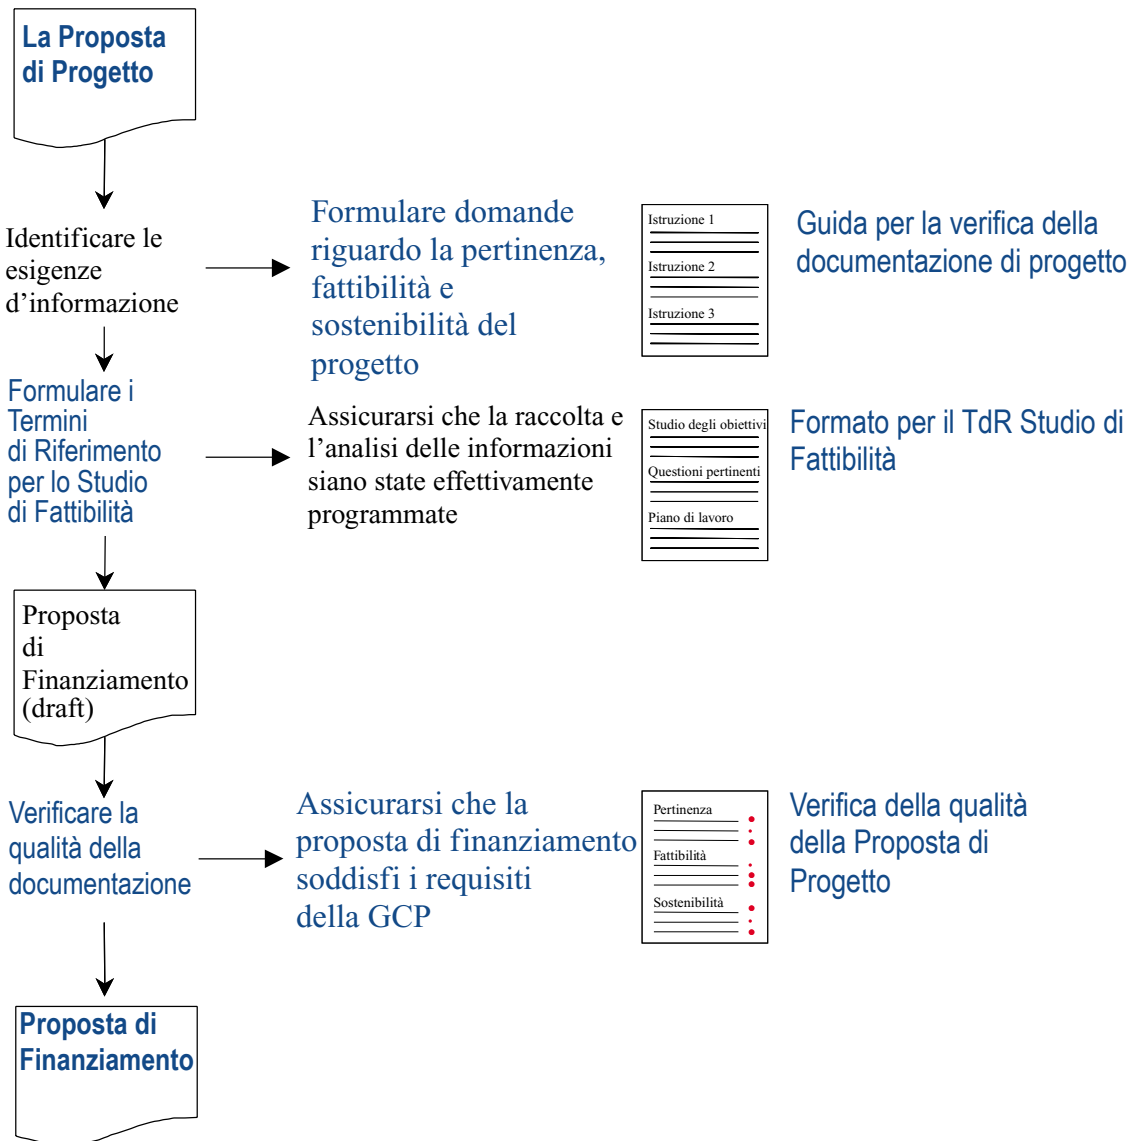 La Proposta
di Progetto
Identificare le
esigenze
d’informazione
Formulare domande
riguardo la pertinenza,
fattibilità e
sostenibilità del
progetto
Istruzione 1
Istruzione 2
Istruzione 3
Guida per la verifica della
documentazione di progetto
Formulare i
Termini
di Riferimento
per lo Studio
di Fattibilità
Assicurarsi che la raccolta e
l’analisi delle informazioni
siano state effettivamente
programmate
Studio degli obiettivi
Questioni pertinenti
Piano di lavoro
Formato per il TdR Studio di
Fattibilità
Proposta
di
Finanziamento
(draft)
Verificare la
qualità della
documentazione
Assicurarsi che la
proposta di finanziamento
soddisfi i requisiti
della GCP
Pertinenza
Fattibilità
Sostenibilità
Verifica della qualità
della Proposta di
Progetto
Proposta di
Finanziamento